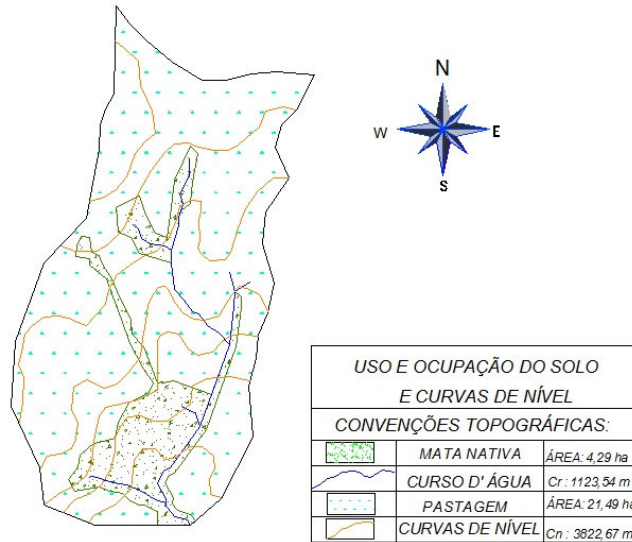 N
W E
S
USO E OCUPAÇÃO DO SOLO
E CURVAS DE NÍVEL
CONVENÇÕES TOPOGRÁFICAS:
MATA NATIVA ÁREA: 4,29 ha
CURSO D' ÁGUA Cr : 1123,54 m
PASTAGEM ÁREA: 21,49 ha
CURVAS DE NÍVEL Cn : 3822,67 m